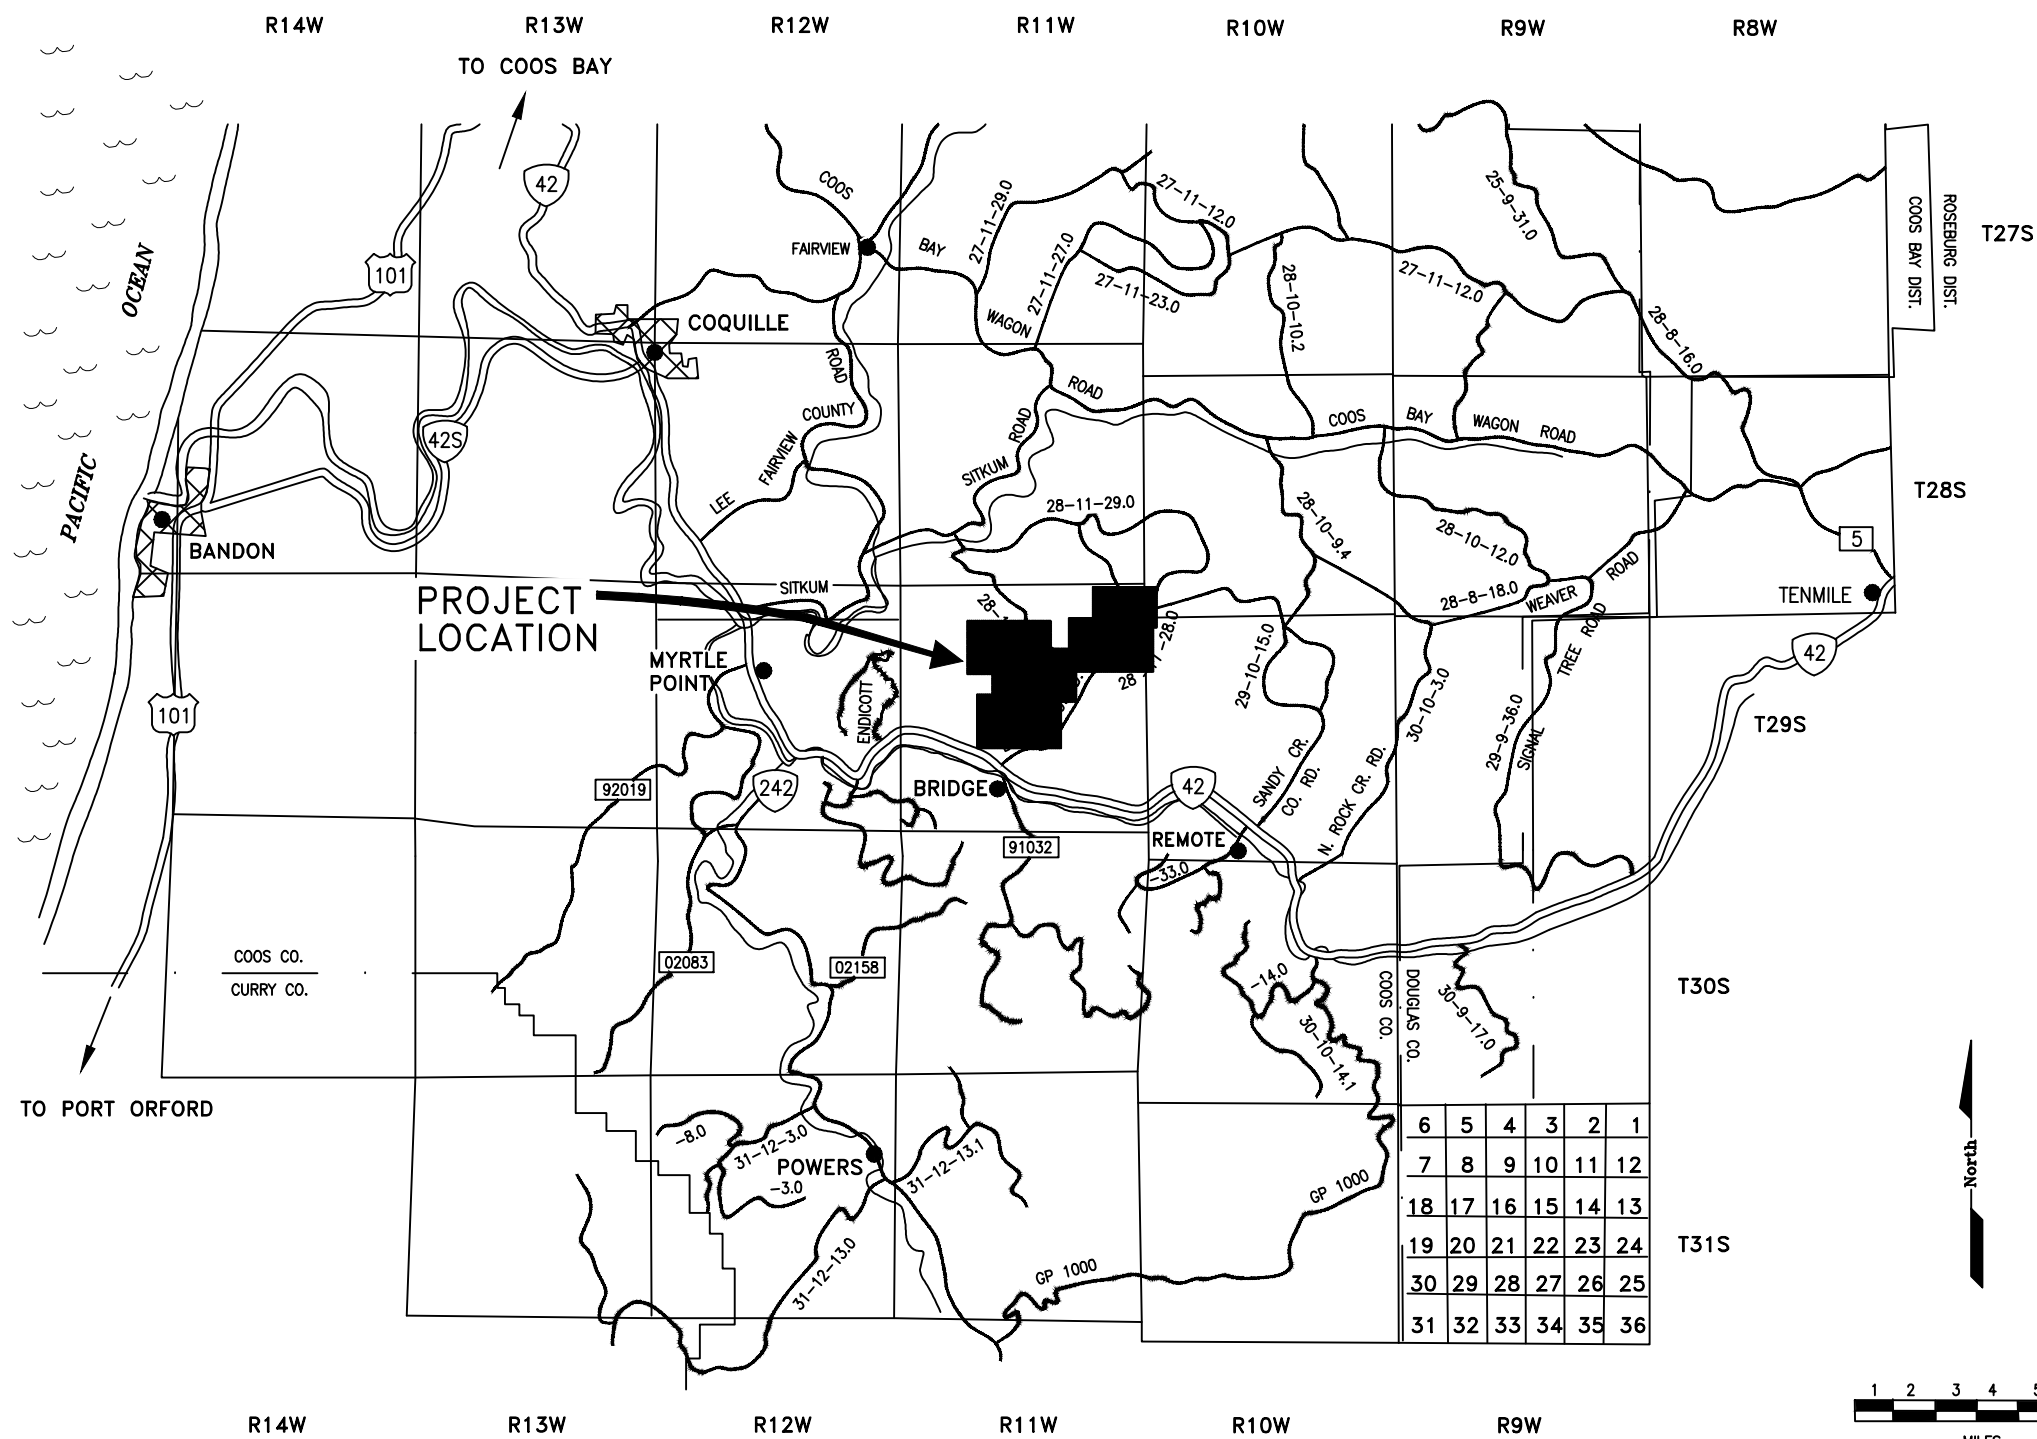 R14W
R13W
R12W
R11W
R10W
R9W
R8W
TO COOS BAY
42
COOS
27-11-29.0
27-11-12.0
25-9-31.0
ROSEBURG DIST.
COOS BAY DIST.
T27S
OCEAN
101
FAIRVIEW
BAY
27-11-27.0
27-11-23.0
28-10-10.2
27-11-12.0
WAGON
COQUILLE
28-8-16.0
ROAD
ROAD
COUNTY
COOS BAY WAGON ROAD
42S
PACIFIC
FAIRVIEW
LEE
SITKUM
ROAD
28-11-29.0
28-10-9.4
28-10-12.0
T28S
5
BANDON
ROAD
PROJECT
LOCATION
SITKUM
28-1
28-8-18.0
WEAVER
TENMILE
28
-28.0
29-10-15.0
TREE ROAD
42
MYRTLE
POINT
ENDICOTT
30-10-3.0
29-9-36.0
SIGNAL
T29S
101
92019
242
BRIDGE
42
SANDY CR.
CO. RD.
N. ROCK CR. RD.
91032
REMOTE
-33.0
COOS CO.
CURRY CO.
02083
02158
-14.0
30-10-14.1
DOUGLAS CO.
COOS CO.
30-9-17.0
T30S
TO PORT ORFORD
-8.0
31-12-3.0
POWERS
-3.0
31-12-13.1
31-12-13.0
GP 1000
GP 1000
6 5 4 3 2 1
7 8 9 10 11 12
18 17 16 15 14 13
19 20 21 22 23 24
30 29 28 27 26 25
31 32 33 34 35 36
North
T31S
1 2 3 4 5
R14W
R13W
R12W
R11W
R10W
R9W
MILES